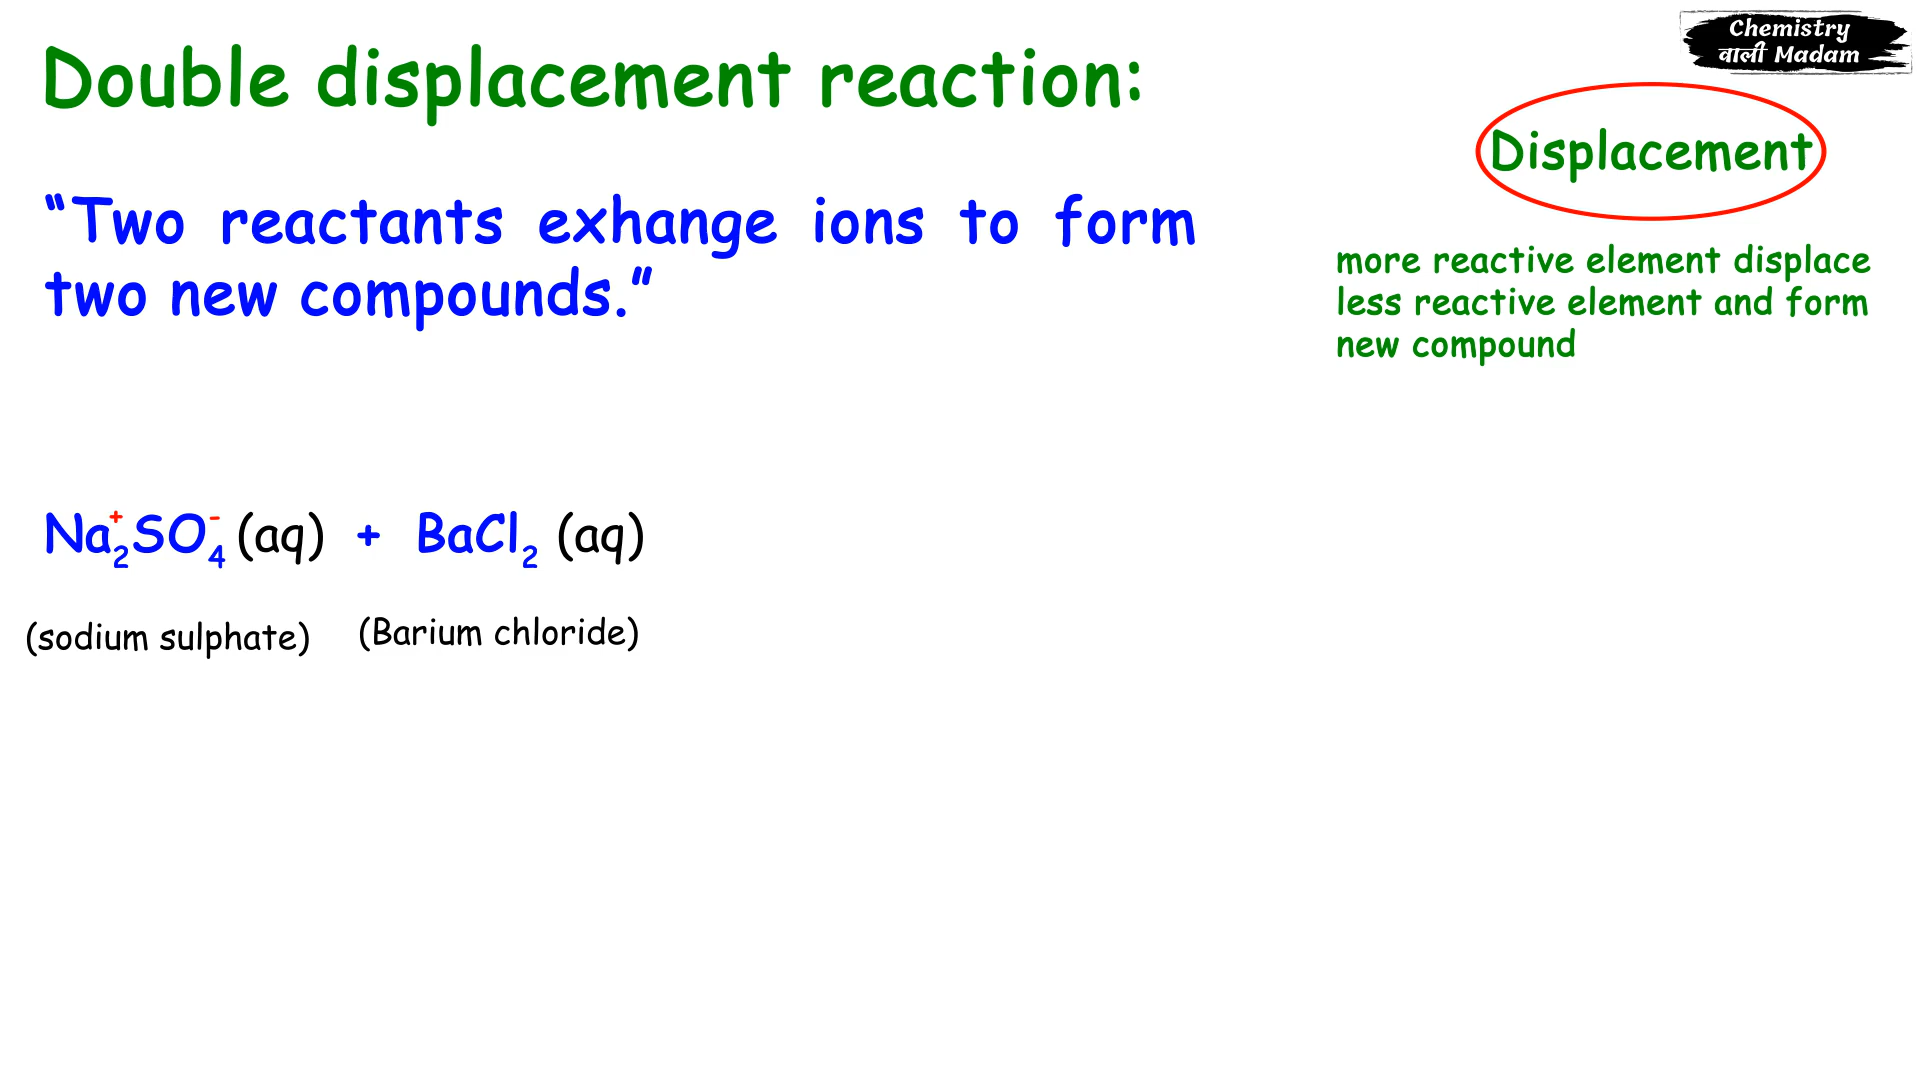 Chemistry
वाली Madam
Double displacement reaction:
Displacement
“Two reactants exhange ions to form
two new compounds.”
more reactive element displace
less reactive element and form
new compound
Na₂⁺SO₄⁻ (aq) + BaCl₂ (aq)
(sodium sulphate) (Barium chloride)